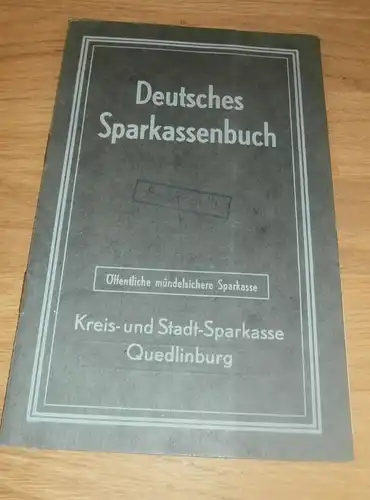 Deutsches
Sparkassenbuch
Öffentliche mündelsichere Sparkasse
Kreis- und Stadt-Sparkasse
Quedlinburg